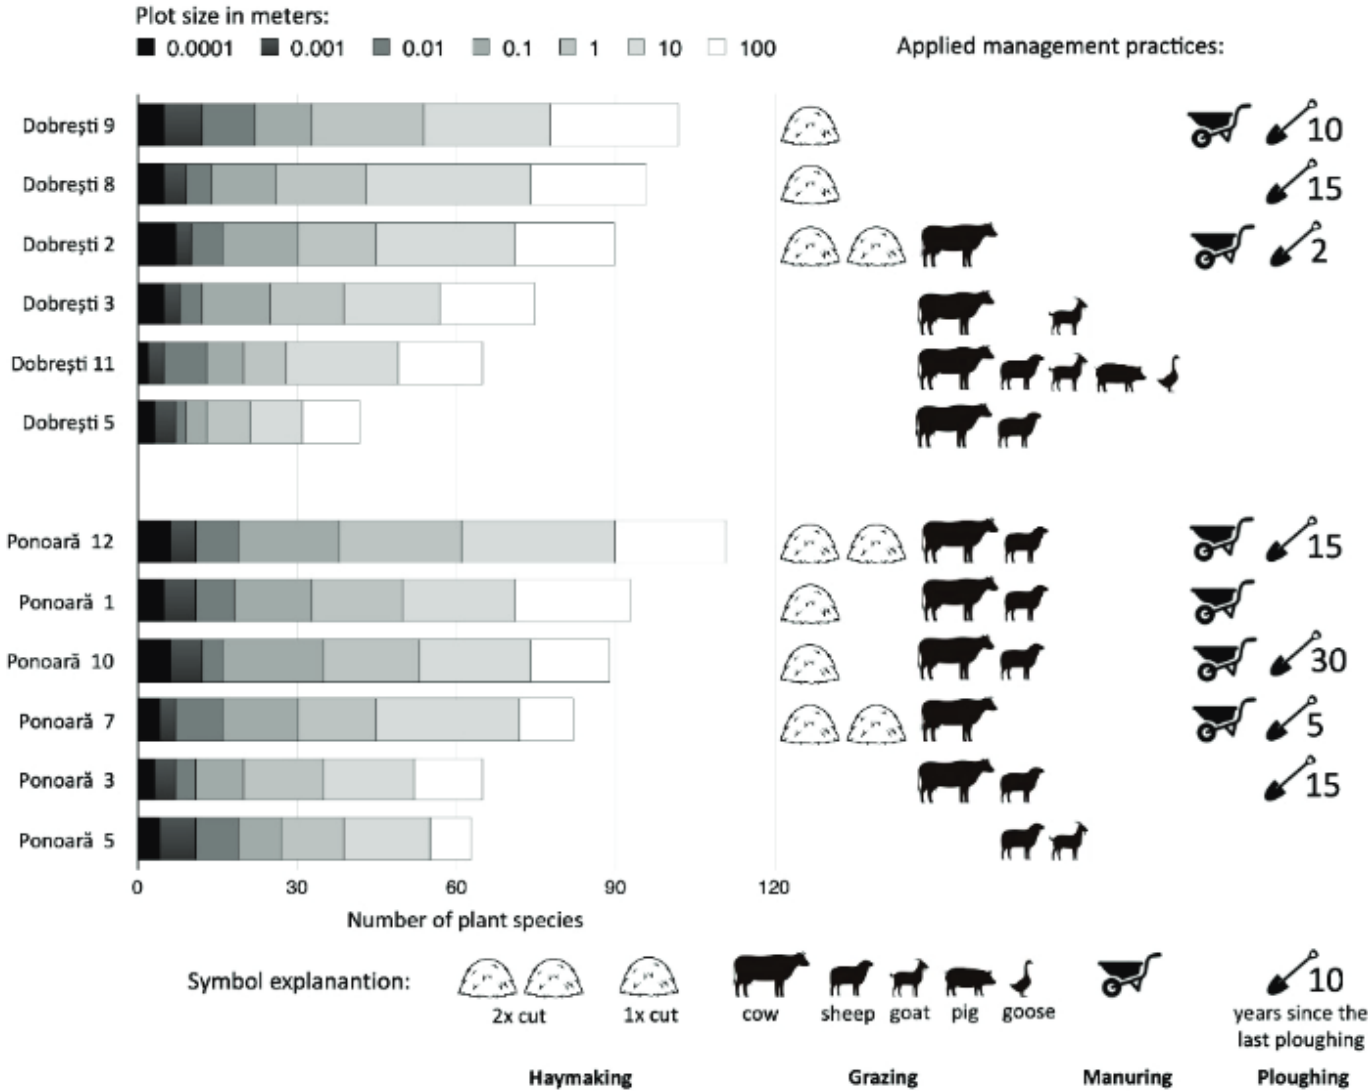 Plot size in meters:
0.0001 0.001 0.01 0.1 1 10 100
Applied management practices:
Dobrești 9 10
Dobrești 8 15
Dobrești 2 2
Dobrești 3
Dobrești 11
Dobrești 5
Ponoară 12 15
Ponoară 1
Ponoară 10 30
Ponoară 7 5
Ponoară 3 15
Ponoară 5
0 30 60 90 120
Number of plant species
Symbol explanantion: 10
2x cut 1x cut cow sheep goat pig goose years since the
last ploughing
Haymaking Grazing Manuring Ploughing